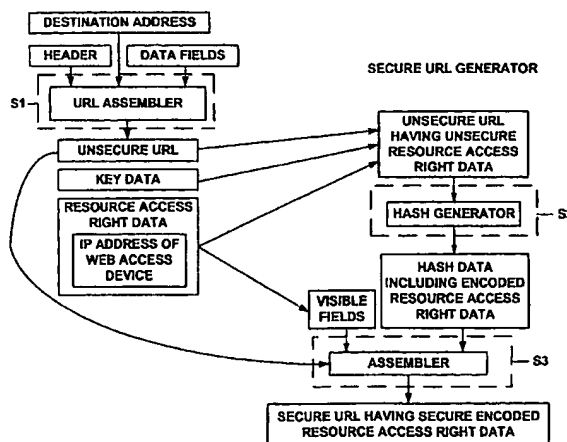 DESTINATION ADDRESS
HEADER
DATA FIELDS
SECURE URL GENERATOR
S1
URL ASSEMBLER
UNSECURE URL
HAVING UNSECURE
RESOURCE ACCESS
RIGHT DATA
UNSECURE URL
KEY DATA
RESOURCE ACCESS
RIGHT DATA
IP ADDRESS OF
WEB ACCESS
DEVICE
HASH GENERATOR
HASH DATA
INCLUDING ENCODED
RESOURCE ACCESS
RIGHT DATA
VISIBLE
FIELDS
ASSEMBLER
S3
SECURE URL HAVING SECURE ENCODED
RESOURCE ACCESS RIGHT DATA